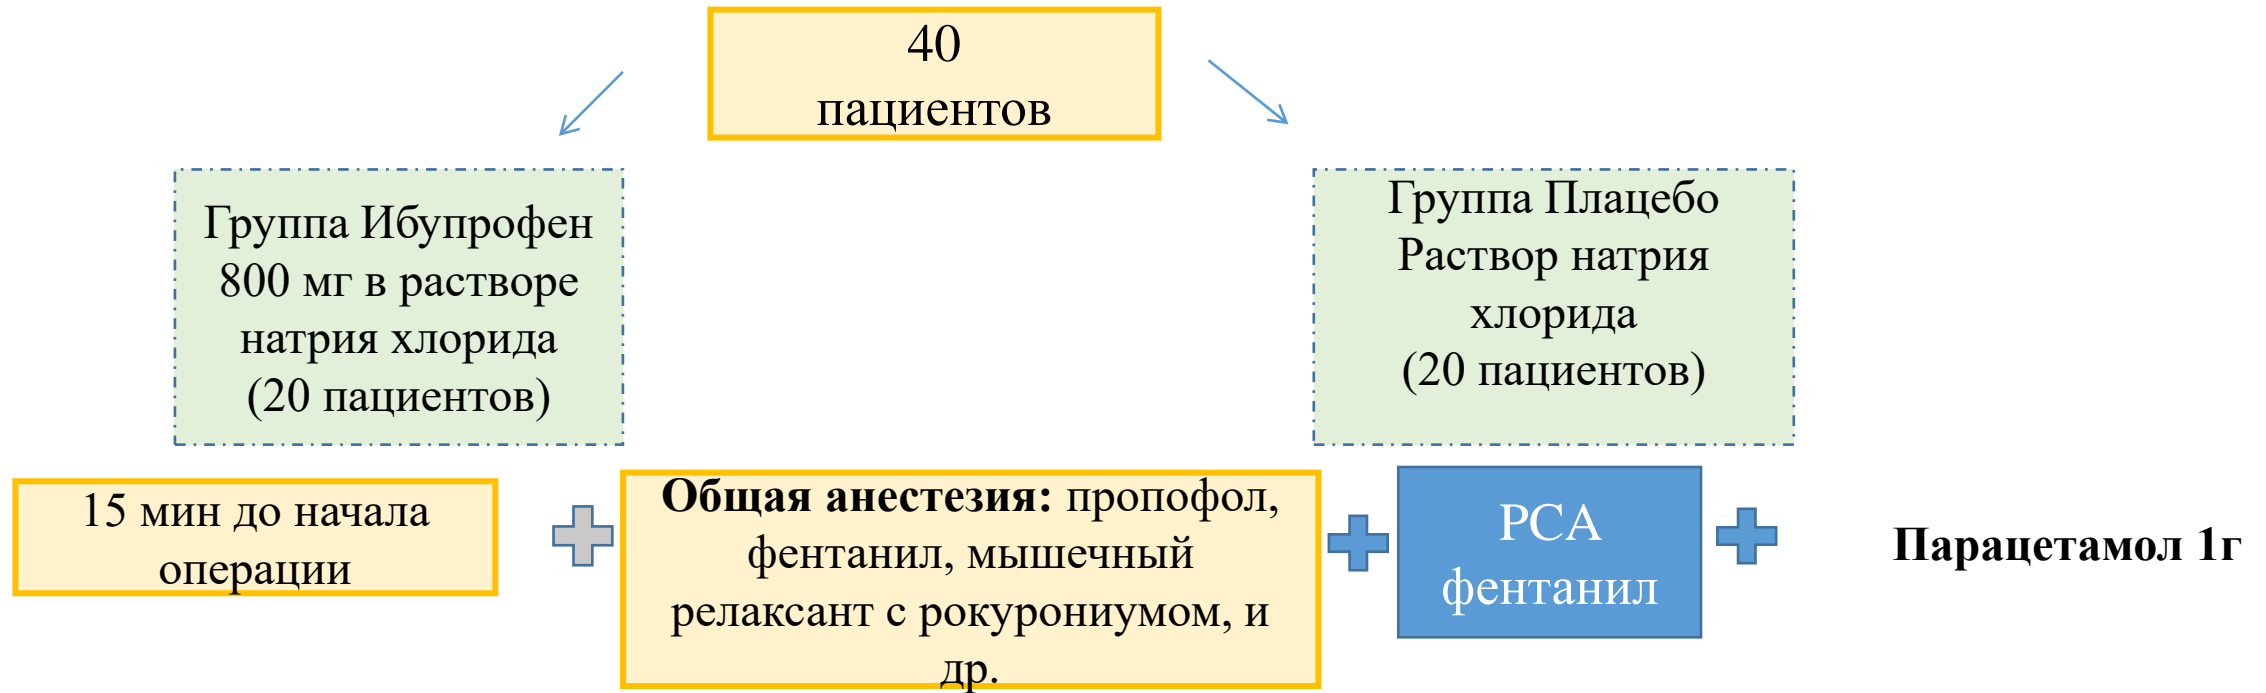 40
пациентов
Группа Ибупрофен
800 мг в растворе
натрия хлорида
(20 пациентов)
Группа Плацебо
Раствор натрия
хлорида
(20 пациентов)
15 мин до начала
операции
Общая анестезия: пропофол,
фентанил, мышечный
релаксант с рокурониумом, и
др.
PCA
фентанил
Парацетамол 1г